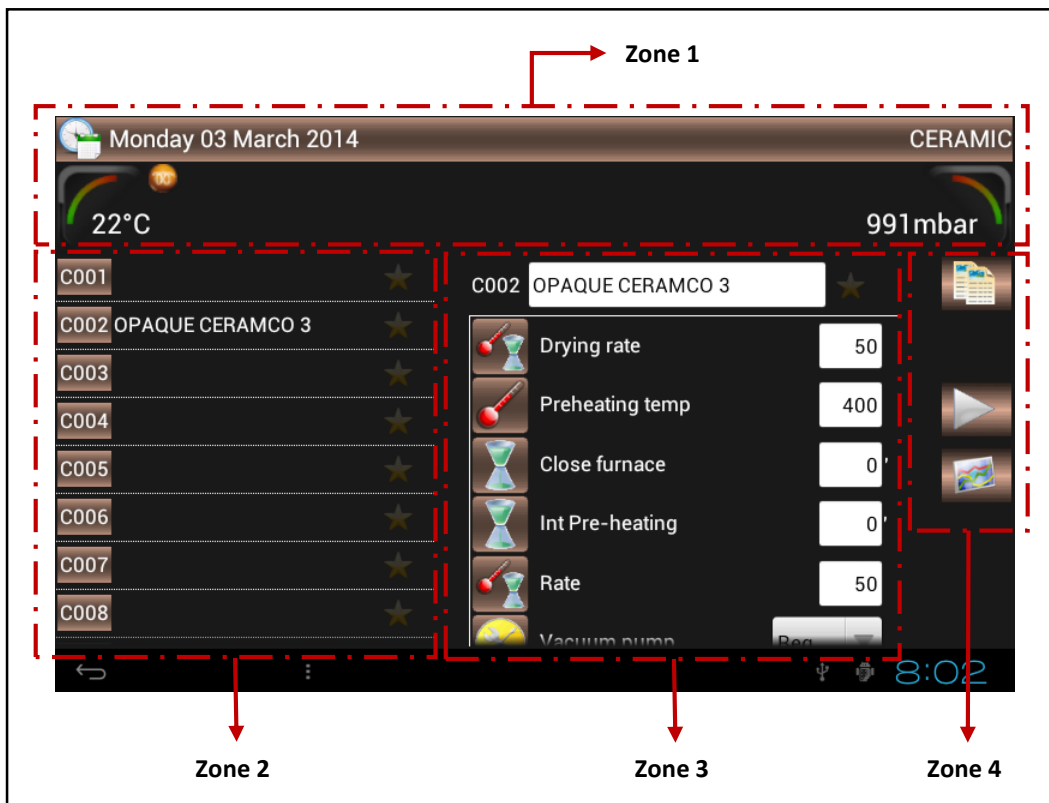 Zone 1
Monday 03 March 2014 CERAMIC
22°C 991mbar
C001
C002 OPAQUE CERAMCO 3
C003
C004
C005
C006
C007
C008
C002 OPAQUE CERAMCO 3
Drying rate 50
Preheating temp 400
Close furnace 0 '
Int Pre-heating 0 '
Rate 50
Vacuum pump
8:02
Zone 2 Zone 3 Zone 4